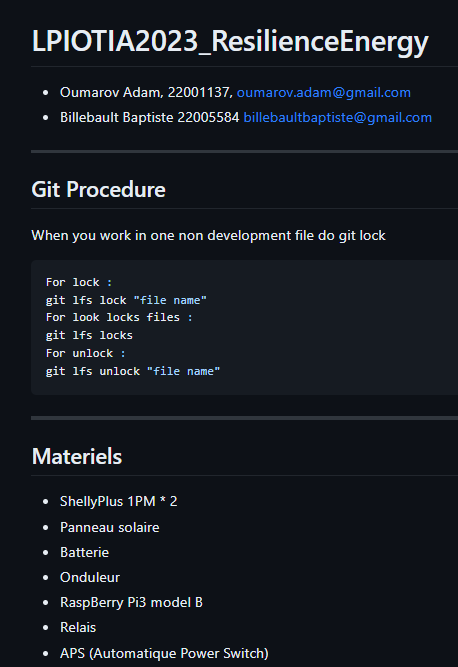 LPIOTIA2023_ResilienceEnergy
Oumarov Adam, 22001137, oumarov.adam@gmail.com
Billebault Baptiste 22005584 billebaultbaptiste@gmail.com
Git Procedure
When you work in one non development file do git lock
For lock :
git lfs lock "file name"
For look locks files :
git lfs locks
For unlock :
git lfs unlock "file name"
Materiels
ShellyPlus 1PM * 2
Panneau solaire
Batterie
Onduleur
RaspBerry Pi3 model B
Relais
APS (Automatique Power Switch)